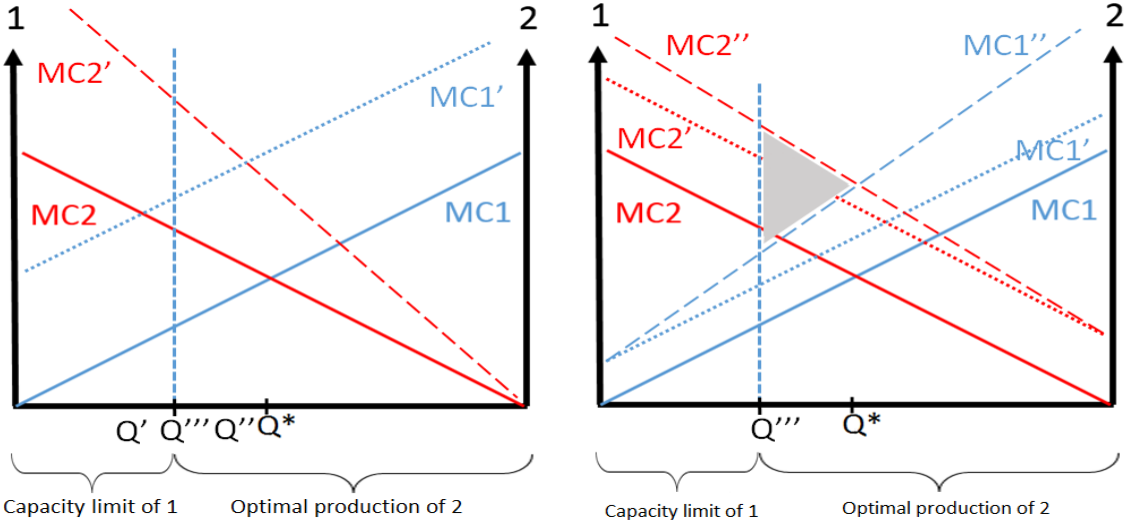 1
2
MC2’
MC1’
MC2
MC1
Q’ Q’’’ Q’’ Q*
Capacity limit of 1
Optimal production of 2
1
2
MC2’’
MC1’’
MC2’
MC1’
MC2
MC1
Q’’’ Q*
Capacity limit of 1
Optimal production of 2